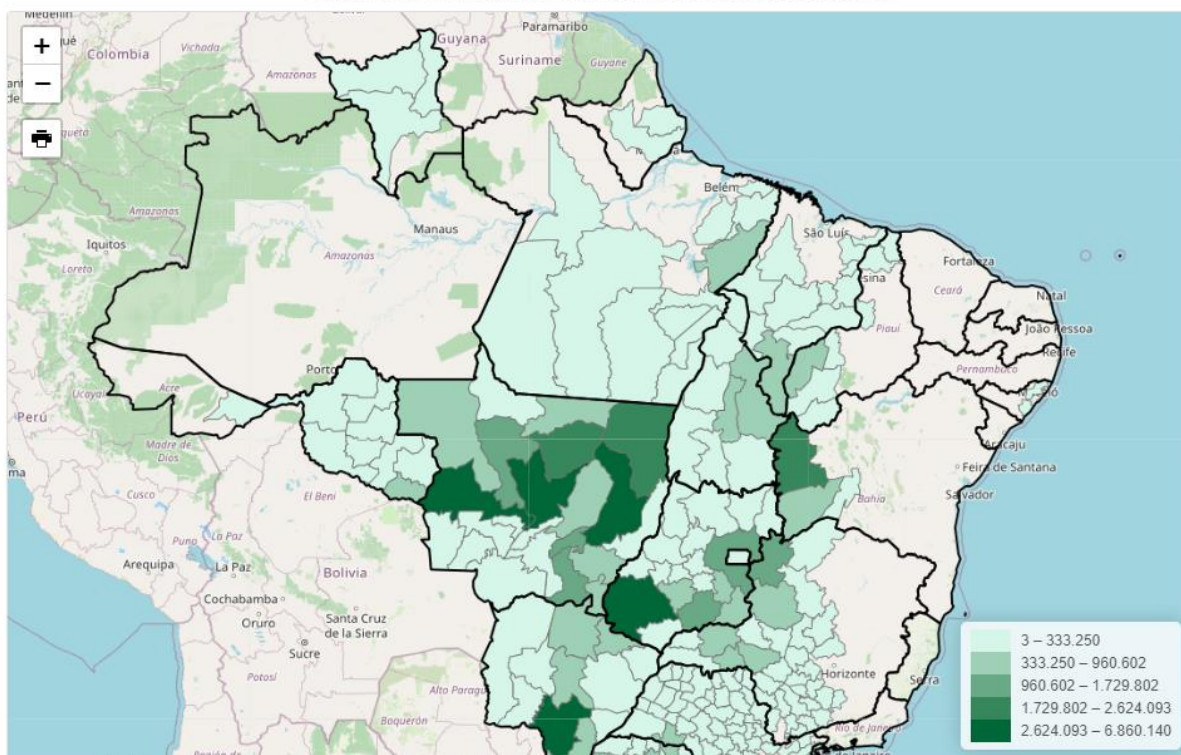 +
−
Paramaribo
Guyana
Suriname
Guyane
Vichada
Colombia
Amazonas
Belém
São Luís
Fortaleza
Ceará
Natal
João Pessoa
Piauí
Pernambuco
Aracaju
Feira de Santana
Salvador
Bahia
Manaus
Amazonas
Amazonas
Iquitos
Loreto
Porto
Acre
Ucayali
Perú
Madre de
Dios
Cusco
El Beni
Puno
La Paz
Arequipa
La Paz
Bolivia
Cochabamba
Oruro
Santa Cruz
de la Sierra
Sucre
Potosí
Alto Paragu
Boquerón
Horizonte
Serra
Rio de Janeiro
3 – 333.250
333.250 – 960.602
960.602 – 1.729.802
1.729.802 – 2.624.093
2.624.093 – 6.860.140